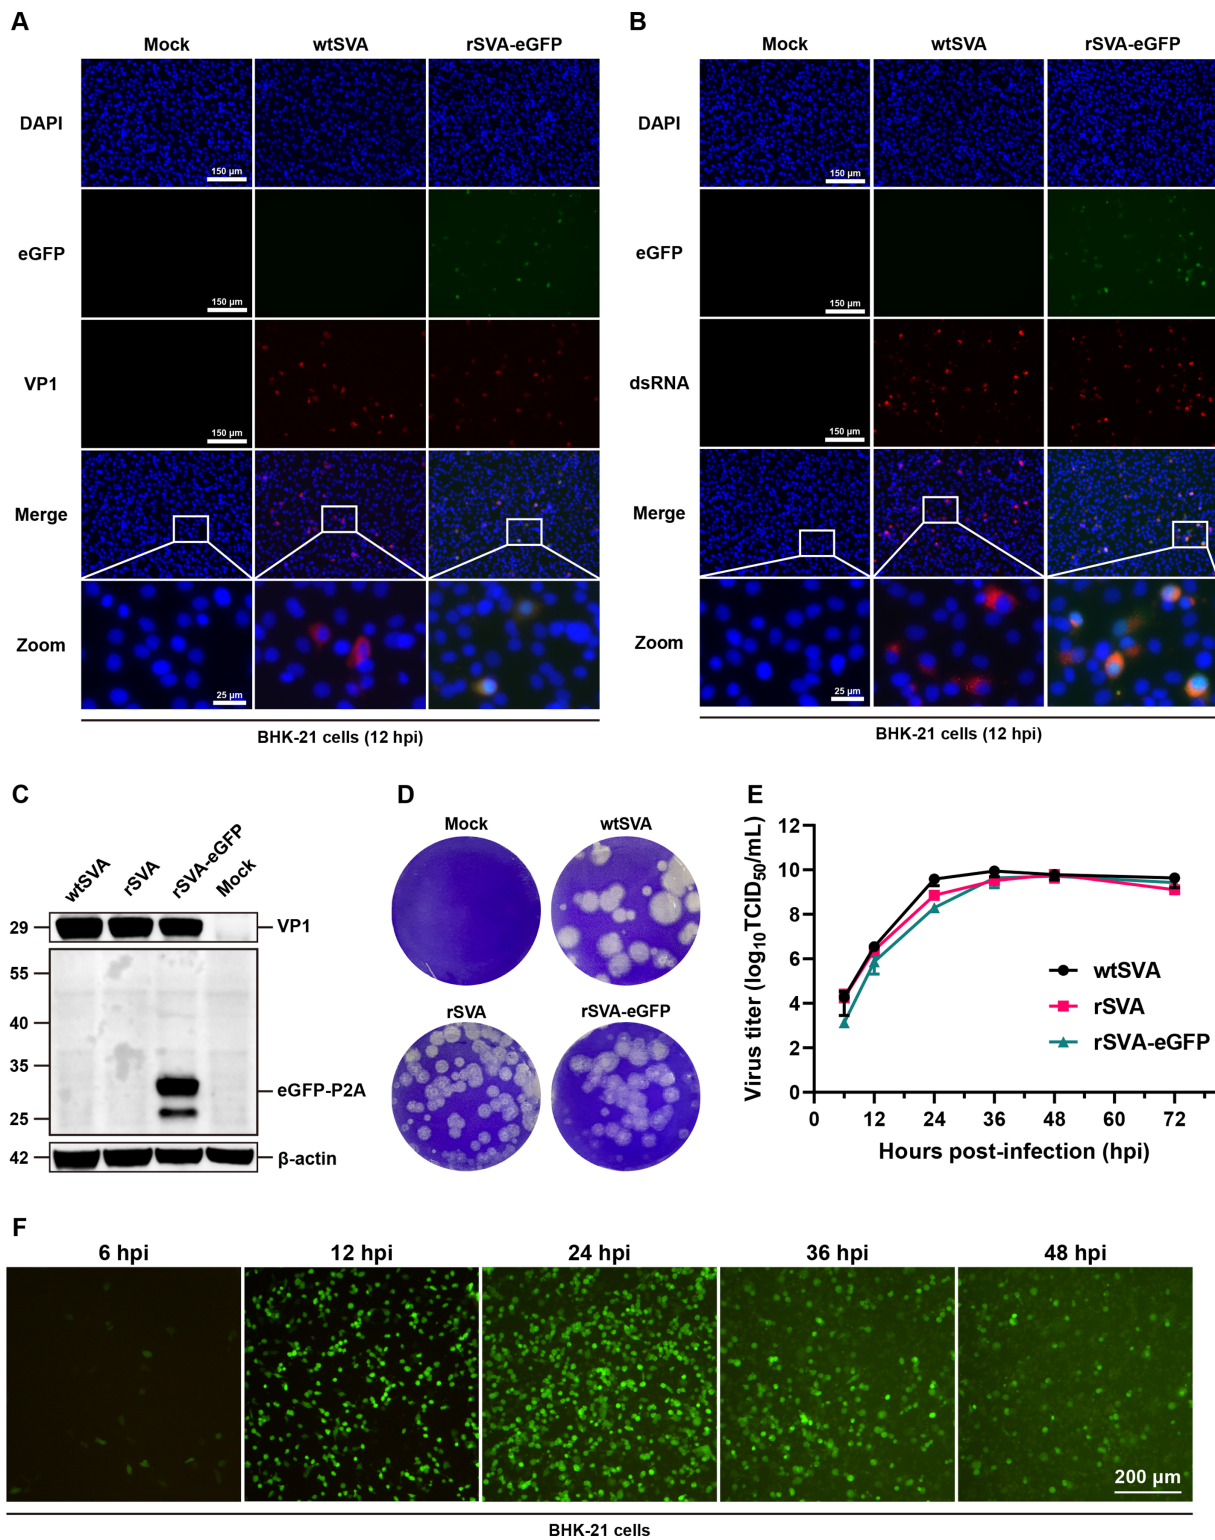 A
Mock wtSVA rSVA-eGFP
DAPI
150 µm
eGFP
150 µm
VP1
150 µm
Merge
Zoom
25 µm
BHK-21 cells (12 hpi)
B
Mock wtSVA rSVA-eGFP
DAPI
150 µm
eGFP
150 µm
dsRNA
150 µm
Merge
Zoom
25 µm
BHK-21 cells (12 hpi)
C
wtSVA rSVA rSVA-eGFP Mock
29 VP1
55
40
35
eGFP-P2A
25
42 β-actin
D
Mock wtSVA
rSVA rSVA-eGFP
E
Virus titer (log10TCID50/mL)
12
10
8
6
4
2
0
wtSVA
rSVA
rSVA-eGFP
0 12 24 36 48 60 72
Hours post-infection (hpi)
F
6 hpi 12 hpi 24 hpi 36 hpi 48 hpi
200 µm
BHK-21 cells